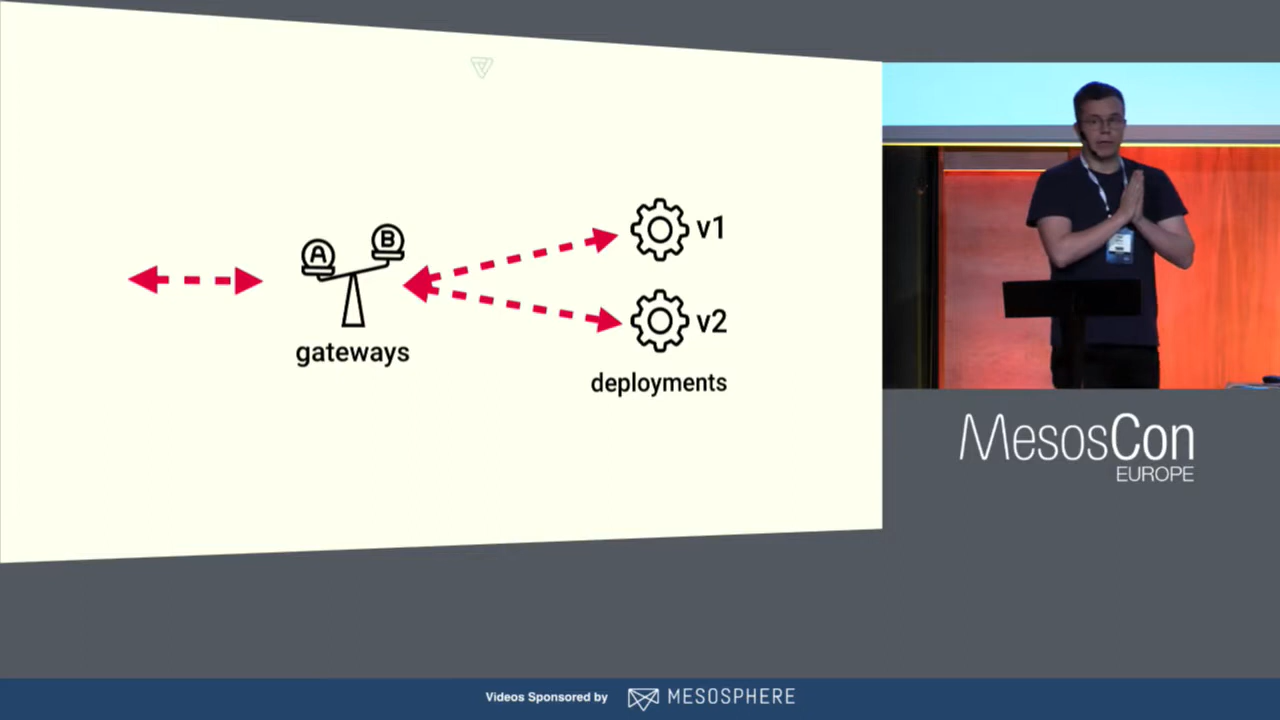 A
B
gateways
v1
v2
deployments
MesosCon
EUROPE
Videos Sponsored by MESOSPHERE